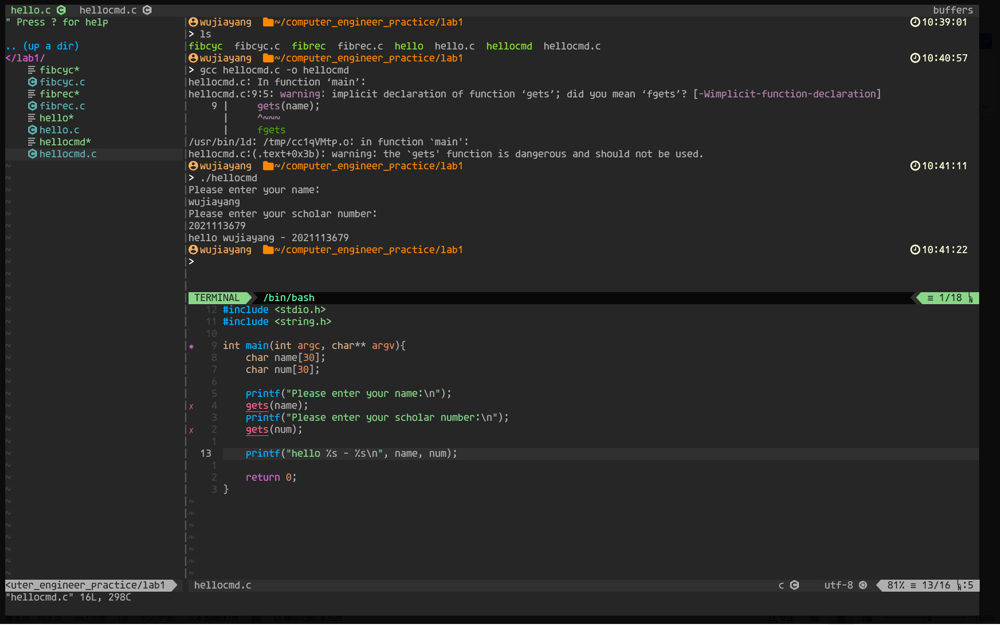 hello.c hellocmd.c buffers
" Press ? for help
.. (up a dir)
</lab1/
fibcyc*
fibcyc.c
fibrec*
fibrec.c
hello*
hello.c
hellocmd*
hellocmd.c
wujiayang ~/computer_engineer_practice/lab1 10:39:01
> ls
fibcyc fibcyc.c fibrec fibrec.c hello hello.c hellocmd hellocmd.c
wujiayang ~/computer_engineer_practice/lab1 10:40:57
> gcc hellocmd.c -o hellocmd
hellocmd.c: In function ‘main’:
hellocmd.c:9:5: warning: implicit declaration of function ‘gets’; did you mean ‘fgets’? [-Wimplicit-function-declaration]
9 | gets(name);
| ^~~~
| fgets
/usr/bin/ld: /tmp/cc1qVMtp.o: in function `main':
hellocmd.c:(.text+0x3b): warning: the `gets' function is dangerous and should not be used.
wujiayang ~/computer_engineer_practice/lab1 10:41:11
> ./hellocmd
Please enter your name:
wujiayang
Please enter your scholar number:
2021113679
hello wujiayang - 2021113679
wujiayang ~/computer_engineer_practice/lab1 10:41:22
>
TERMINAL /bin/bash ≡ 1/18
12 #include <stdio.h>
11 #include <string.h>
10
9 int main(int argc, char** argv){
8 char name[30];
7 char num[30];
6
5 printf("Please enter your name:\n");
✗ 4 gets(name);
3 printf("Please enter your scholar number:\n");
✗ 2 gets(num);
1
13 printf("hello %s - %s\n", name, num);
1
2 return 0;
3 }
<uter_engineer_practice/lab1 hellocmd.c c utf-8 81% ≡ 13/16 :5
"hellocmd.c" 16L, 298C